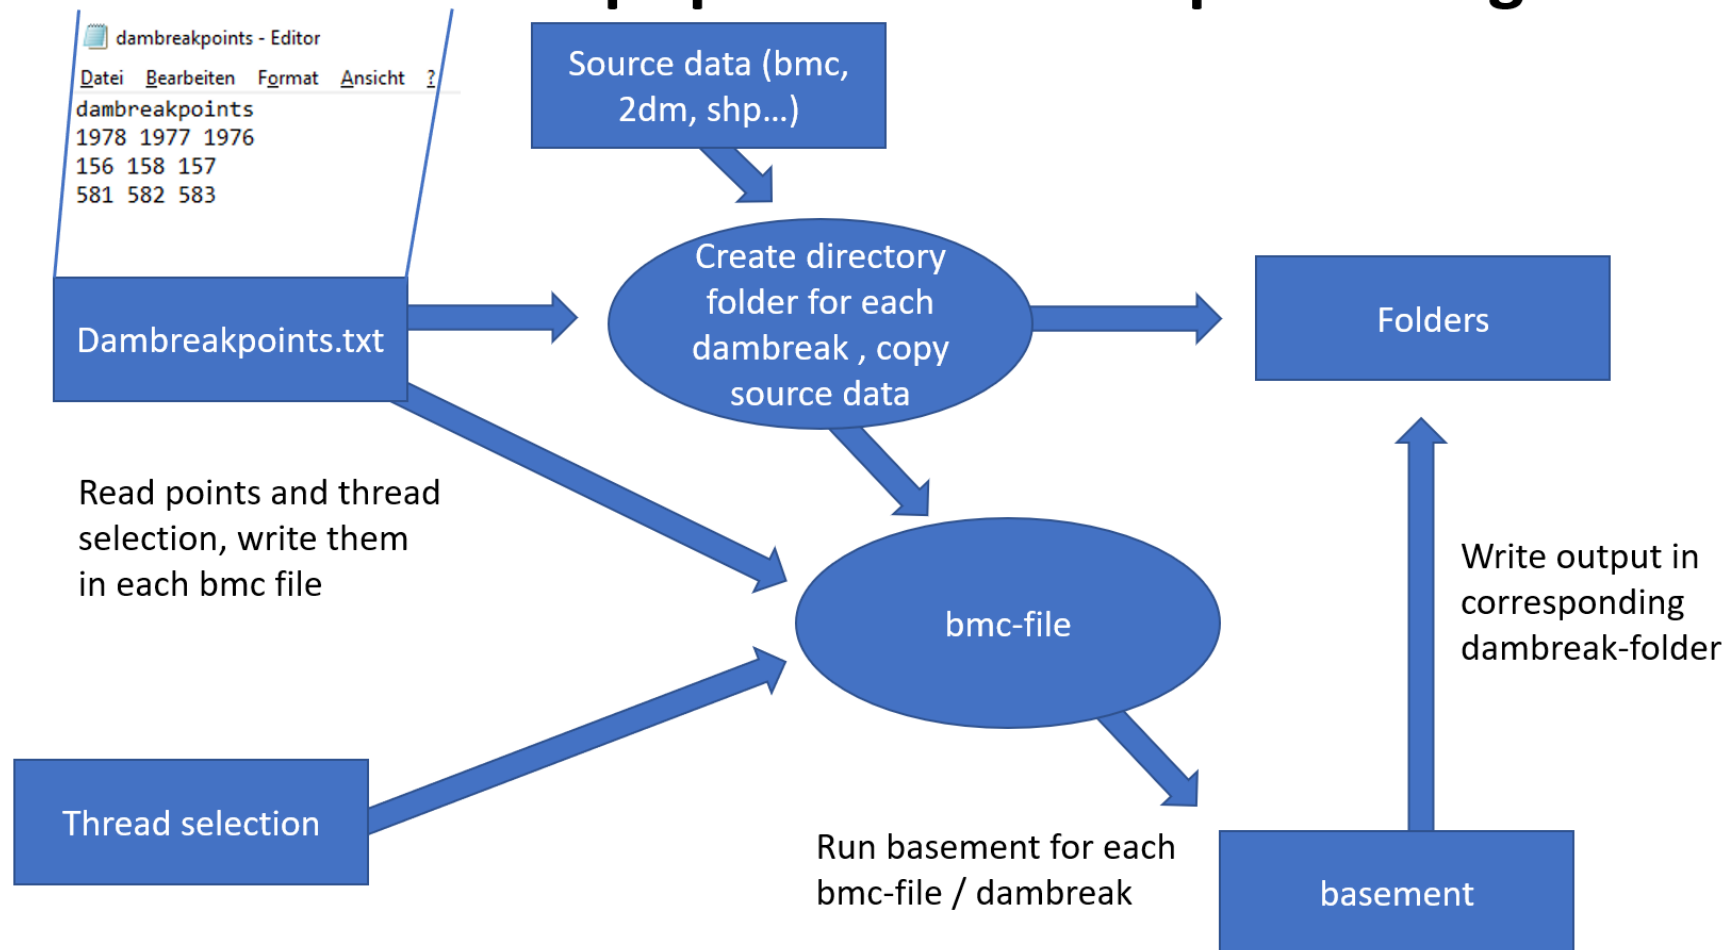 dambreakpoints - Editor
Datei Bearbeiten Format Ansicht ?
dambreakpoints
1978 1977 1976
156 158 157
581 582 583
Source data (bmc,
2dm, shp...)
Create directory
folder for each
dambreak , copy
source data
Folders
Dambreakpoints.txt
Read points and thread
selection, write them
in each bmc file
bmc-file
Write output in
corresponding
dambreak-folder
Thread selection
Run basement for each
bmc-file / dambreak
basement